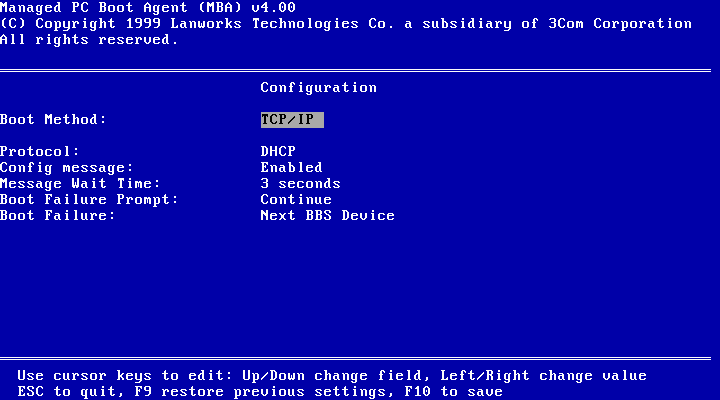 Managed PC Boot Agent (MBA) v4.00
(C) Copyright 1999 Lanworks Technologies Co. a subsidiary of 3Com Corporation
All rights reserved.
Configuration
Boot Method: TCP/IP
Protocol: DHCP
Config message: Enabled
Message Wait Time: 3 seconds
Boot Failure Prompt: Continue
Boot Failure: Next BBS Device
Use cursor keys to edit: Up/Down change field, Left/Right change value
ESC to quit, F9 restore previous settings, F10 to save